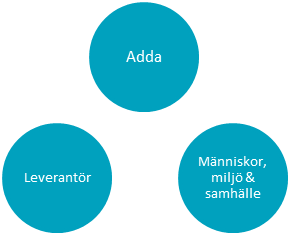 Adda
Leverantör
Människor,
miljö &
samhälle